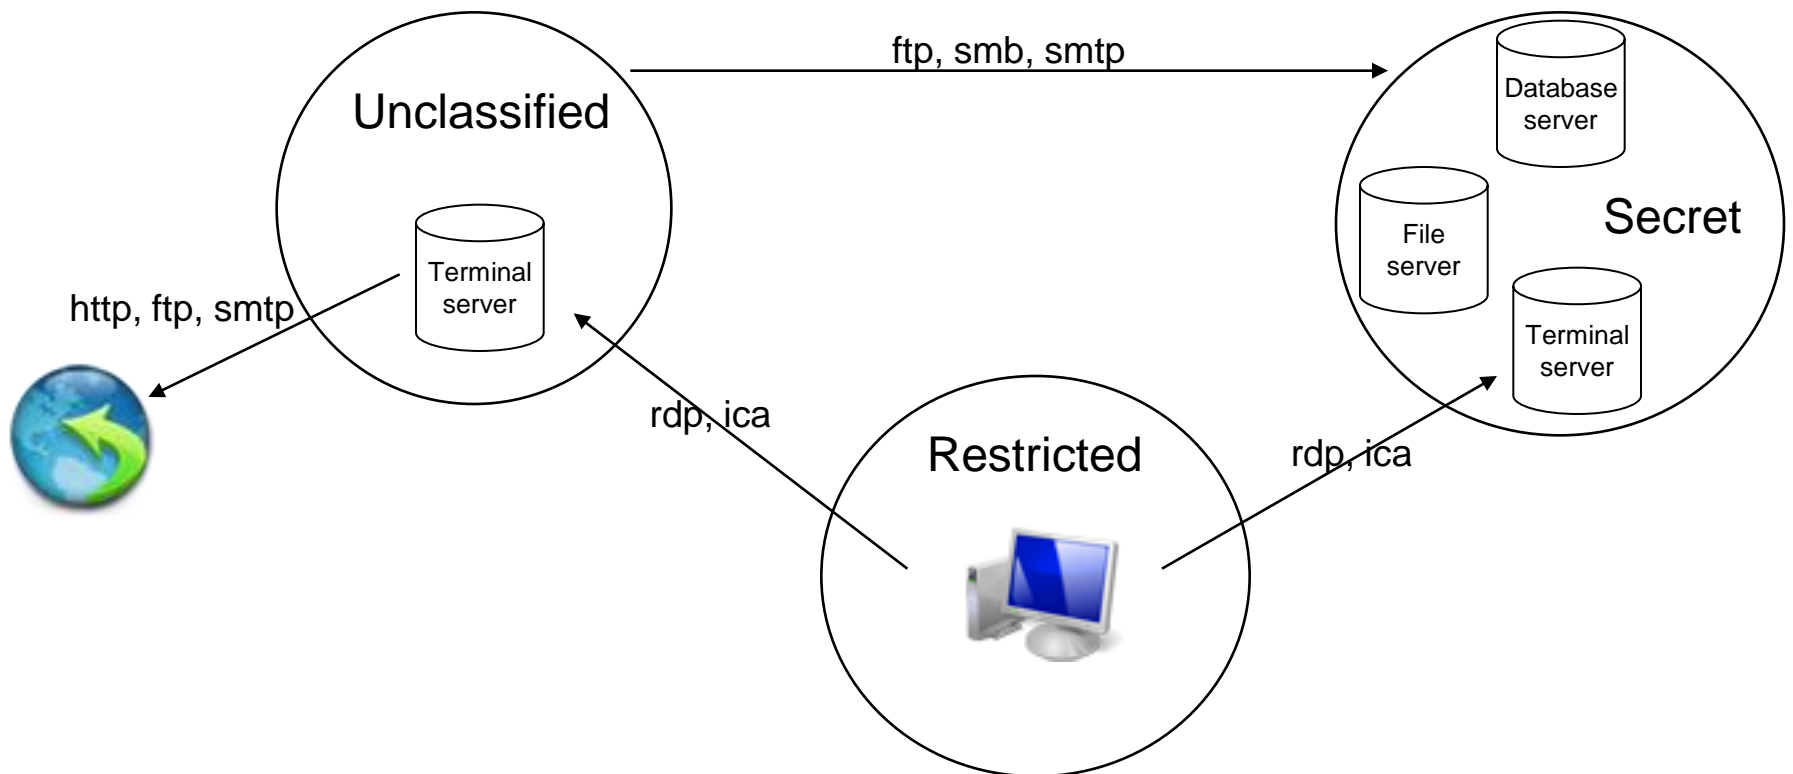 ftp, smb, smtp
Unclassified
Database
server
File
server
Secret
Terminal
server
http, ftp, smtp
Terminal
server
rdp, ica
Restricted
rdp, ica